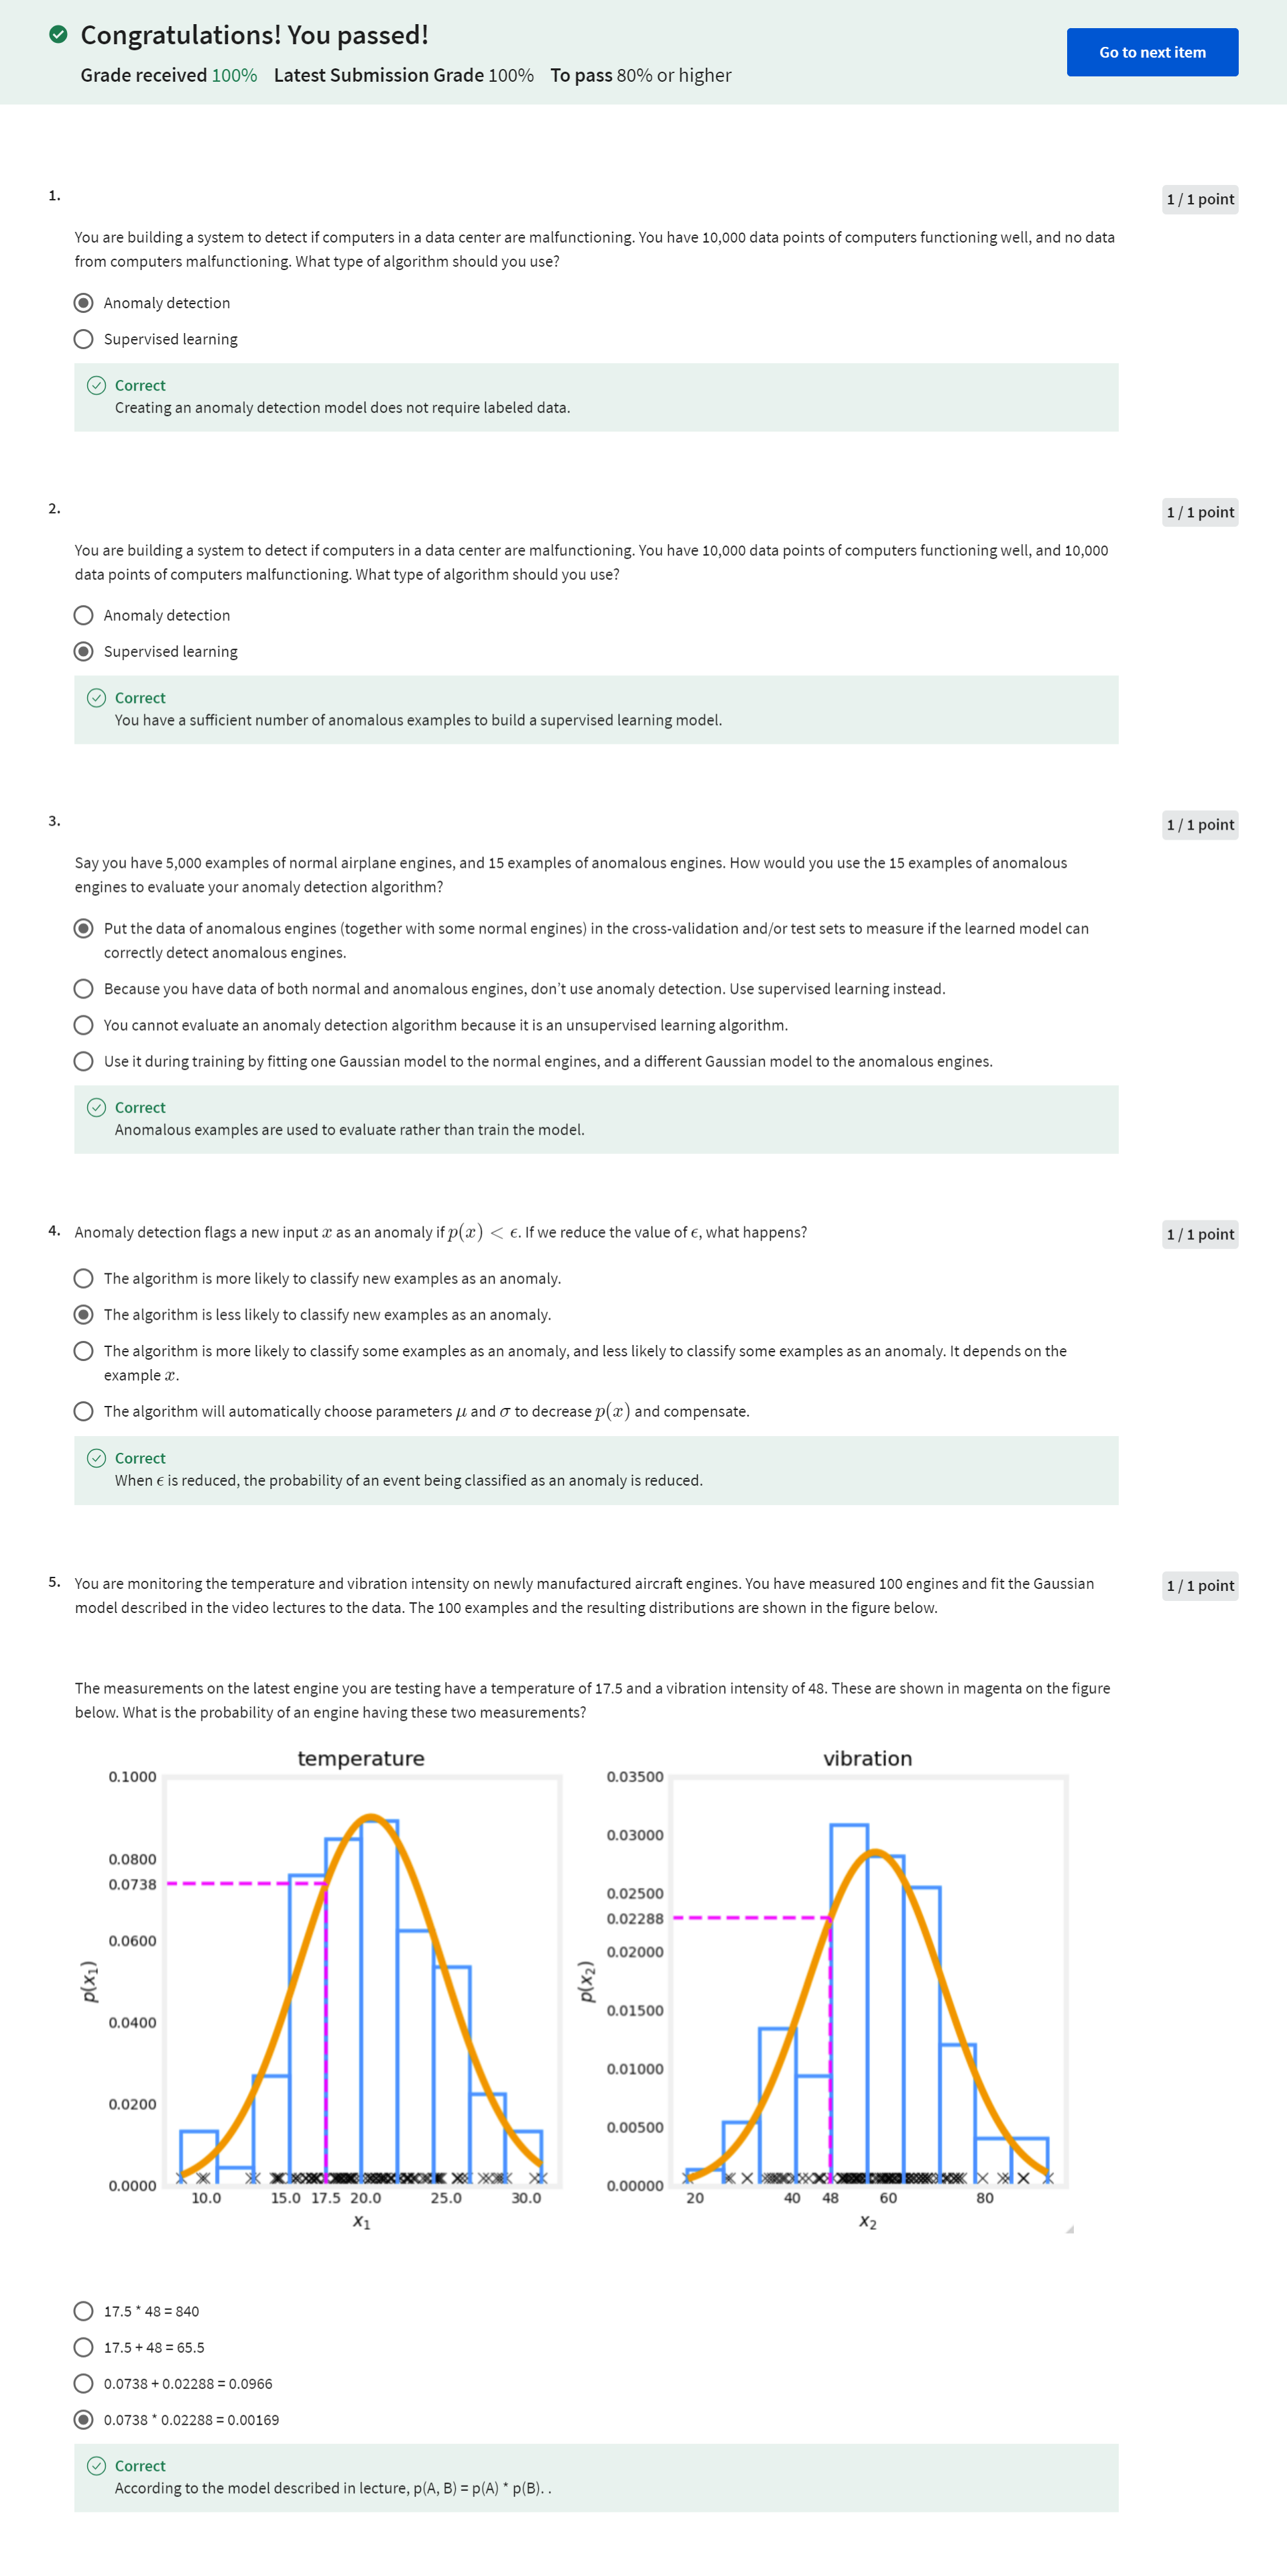 Congratulations! You passed!
Grade received 100% Latest Submission Grade 100% To pass 80% or higher
Go to next item
1.
1 / 1 point
You are building a system to detect if computers in a data center are malfunctioning. You have 10,000 data points of computers functioning well, and no data
from computers malfunctioning. What type of algorithm should you use?
Anomaly detection
Supervised learning
Correct
Creating an anomaly detection model does not require labeled data.
2.
1 / 1 point
You are building a system to detect if computers in a data center are malfunctioning. You have 10,000 data points of computers functioning well, and 10,000
data points of computers malfunctioning. What type of algorithm should you use?
Anomaly detection
Supervised learning
Correct
You have a sufficient number of anomalous examples to build a supervised learning model.
3.
1 / 1 point
Say you have 5,000 examples of normal airplane engines, and 15 examples of anomalous engines. How would you use the 15 examples of anomalous
engines to evaluate your anomaly detection algorithm?
Put the data of anomalous engines (together with some normal engines) in the cross-validation and/or test sets to measure if the learned model can
correctly detect anomalous engines.
Because you have data of both normal and anomalous engines, don’t use anomaly detection. Use supervised learning instead.
You cannot evaluate an anomaly detection algorithm because it is an unsupervised learning algorithm.
Use it during training by fitting one Gaussian model to the normal engines, and a different Gaussian model to the anomalous engines.
Correct
Anomalous examples are used to evaluate rather than train the model.
4. Anomaly detection flags a new input x as an anomaly if p(x) < ϵ. If we reduce the value of ϵ, what happens?
1 / 1 point
The algorithm is more likely to classify new examples as an anomaly.
The algorithm is less likely to classify new examples as an anomaly.
The algorithm is more likely to classify some examples as an anomaly, and less likely to classify some examples as an anomaly. It depends on the
example x.
The algorithm will automatically choose parameters μ and σ to decrease p(x) and compensate.
Correct
When ϵ is reduced, the probability of an event being classified as an anomaly is reduced.
5. You are monitoring the temperature and vibration intensity on newly manufactured aircraft engines. You have measured 100 engines and fit the Gaussian
1 / 1 point
model described in the video lectures to the data. The 100 examples and the resulting distributions are shown in the figure below.
The measurements on the latest engine you are testing have a temperature of 17.5 and a vibration intensity of 48. These are shown in magenta on the figure
below. What is the probability of an engine having these two measurements?
temperature
0.1000
0.0800
0.0738
0.0600
0.0400
0.0200
0.0000
p(x₁)
10.0 15.0 17.5 20.0 25.0 30.0
x₁
vibration
0.03500
0.03000
0.02500
0.02288
0.02000
0.01500
0.01000
0.00500
0.00000
p(x₂)
20 40 48 60 80
x₂
17.5 * 48 = 840
17.5 + 48 = 65.5
0.0738 + 0.02288 = 0.0966
0.0738 * 0.02288 = 0.00169
Correct
According to the model described in lecture, p(A, B) = p(A) * p(B). .